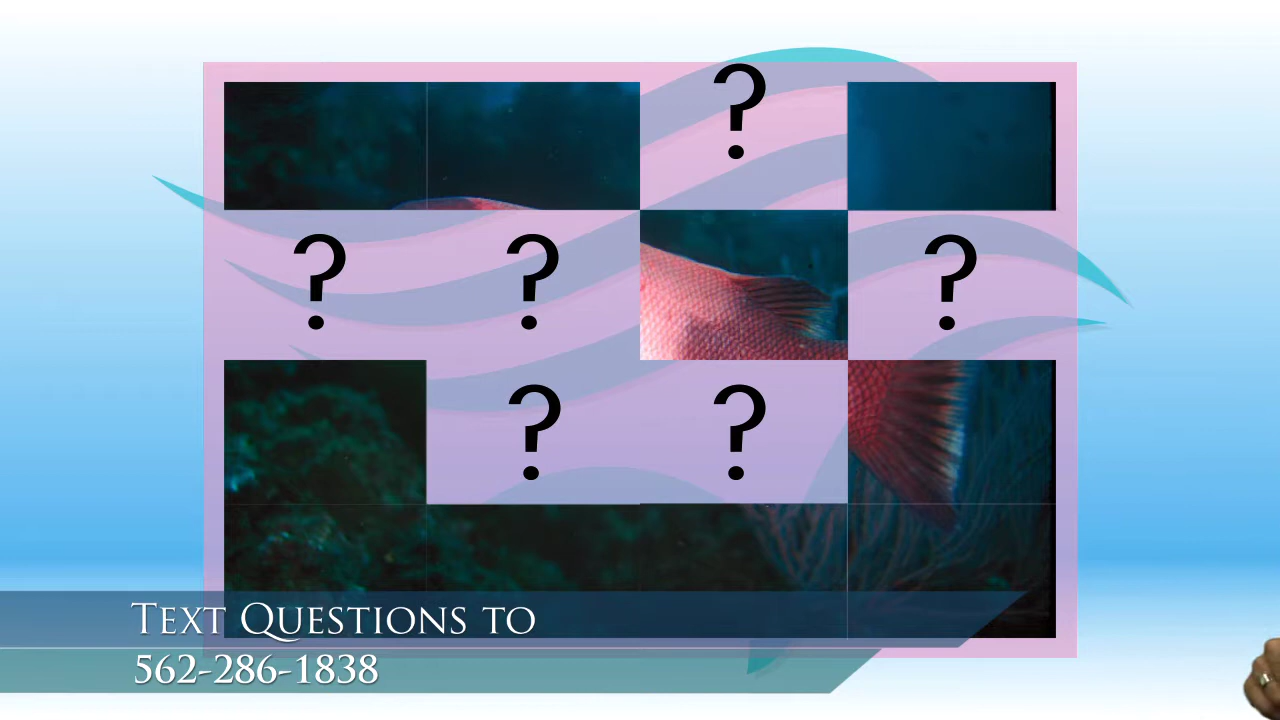 ?
? ? ?
? ?
Text Questions to
562-286-1838